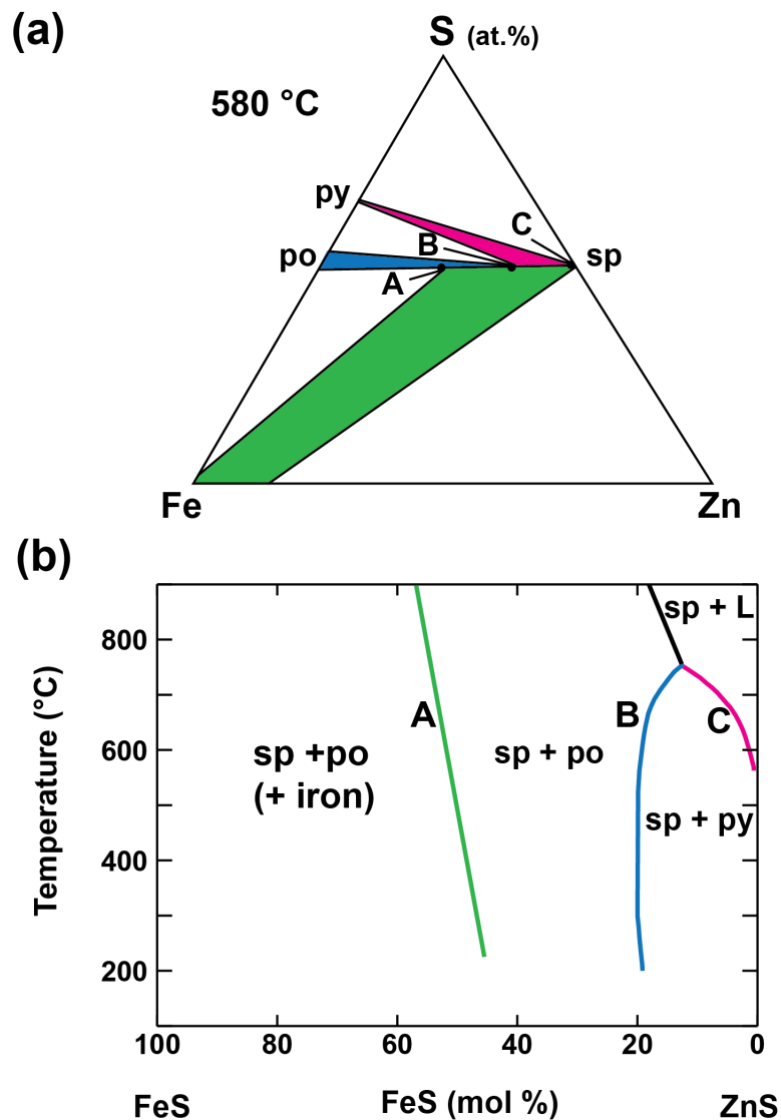 (a)
S (at.%)
580 °C
py
C
B
po
sp
A
Fe
Zn
(b)
800
sp + L
Temperature (°C)
A
B
C
600
sp +po
(+ iron)
sp + po
sp + py
400
200
100
80
60
40
20
0
FeS
FeS (mol %)
ZnS